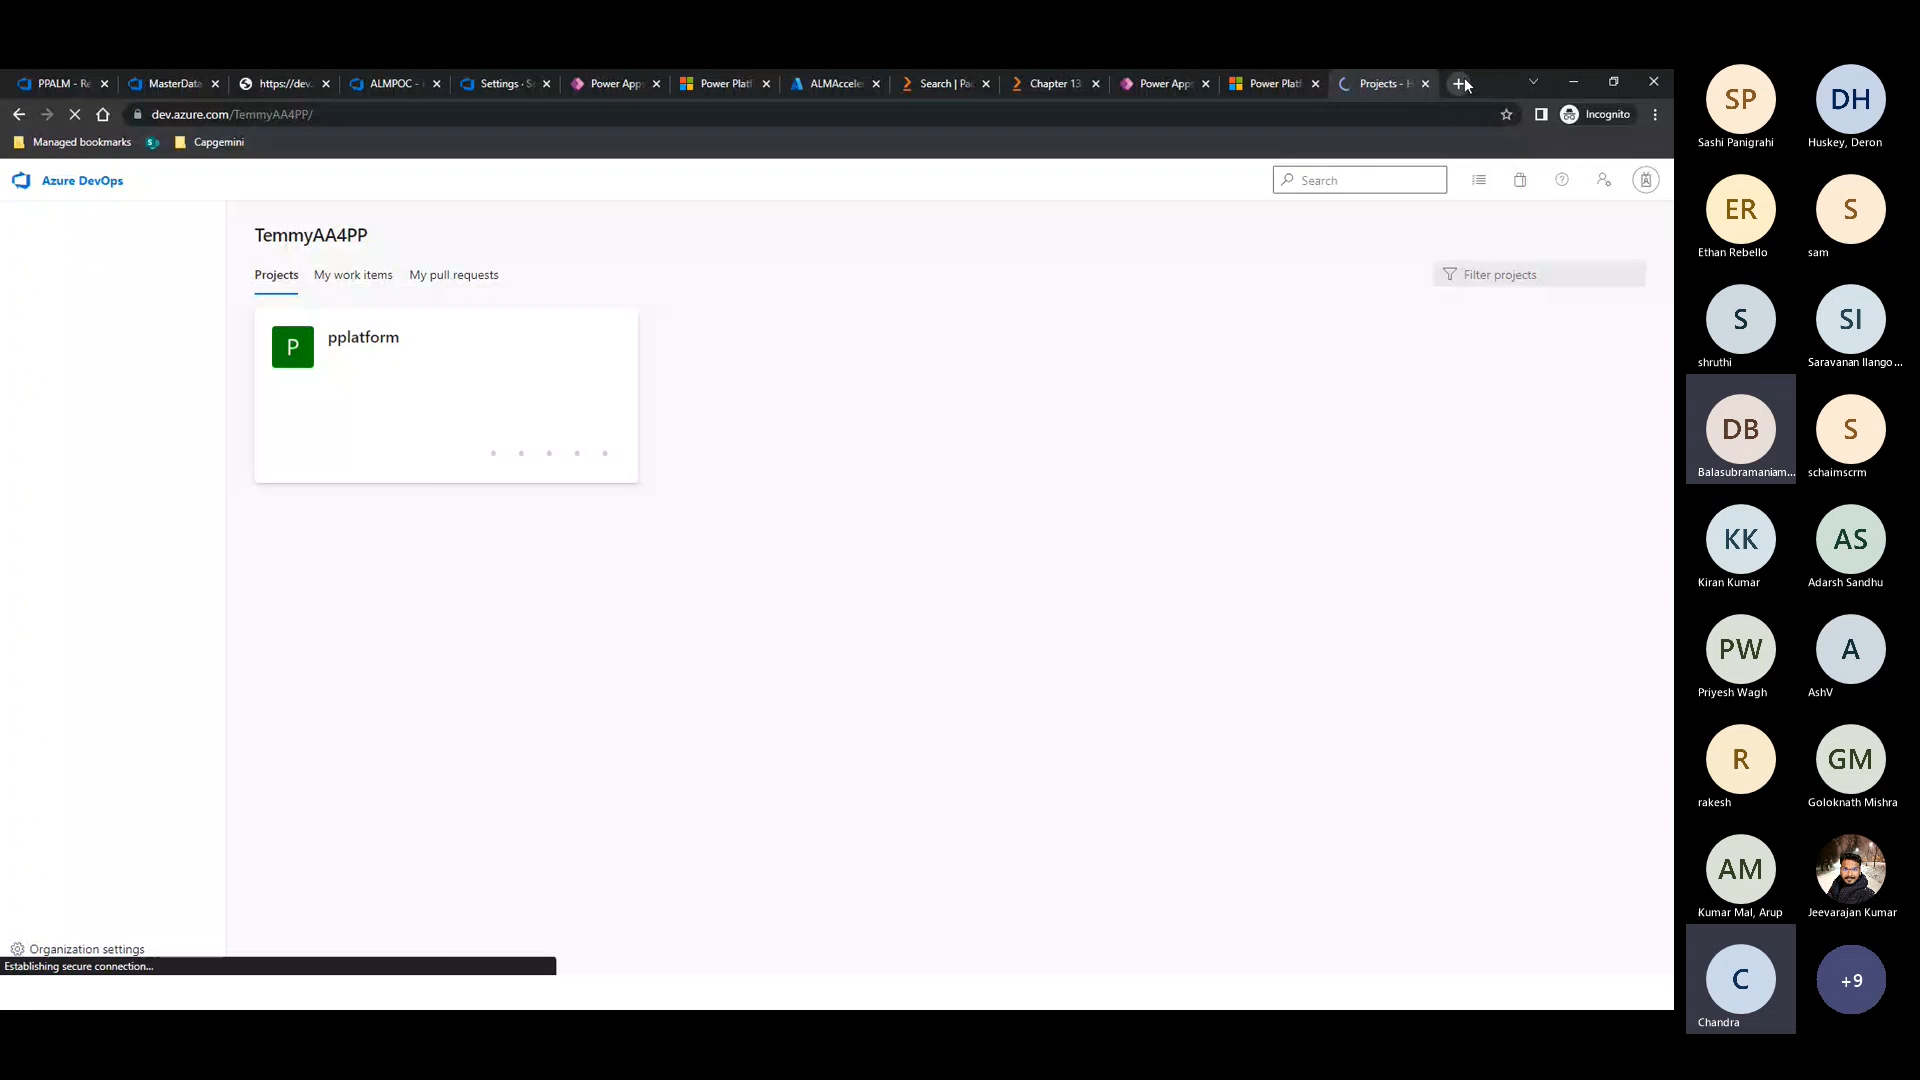 PPALM - Re
MasterData
https://dev.
ALMPOC -
Settings · S
Power Apps
Power Platf
ALMAccele
Search | Pac
Chapter 13:
Power Apps
Power Platf
Projects - H
dev.azure.com/TemmyAA4PP/
Incognito
Managed bookmarks
S
Capgemini
Azure DevOps
Search
TemmyAA4PP
Projects
My work items
My pull requests
Filter projects
P
pplatform
Organization settings
Establishing secure connection...
SP
DH
Sashi Panigrahi
Huskey, Deron
ER
S
Ethan Rebello
sam
S
SI
shruthi
Saravanan Ilango...
DB
S
Balasubramaniam...
schaimscrm
KK
AS
Kiran Kumar
Adarsh Sandhu
PW
A
Priyesh Wagh
AshV
R
GM
rakesh
Goloknath Mishra
AM
Kumar Mal, Arup
Jeevarajan Kumar
C
+9
Chandra